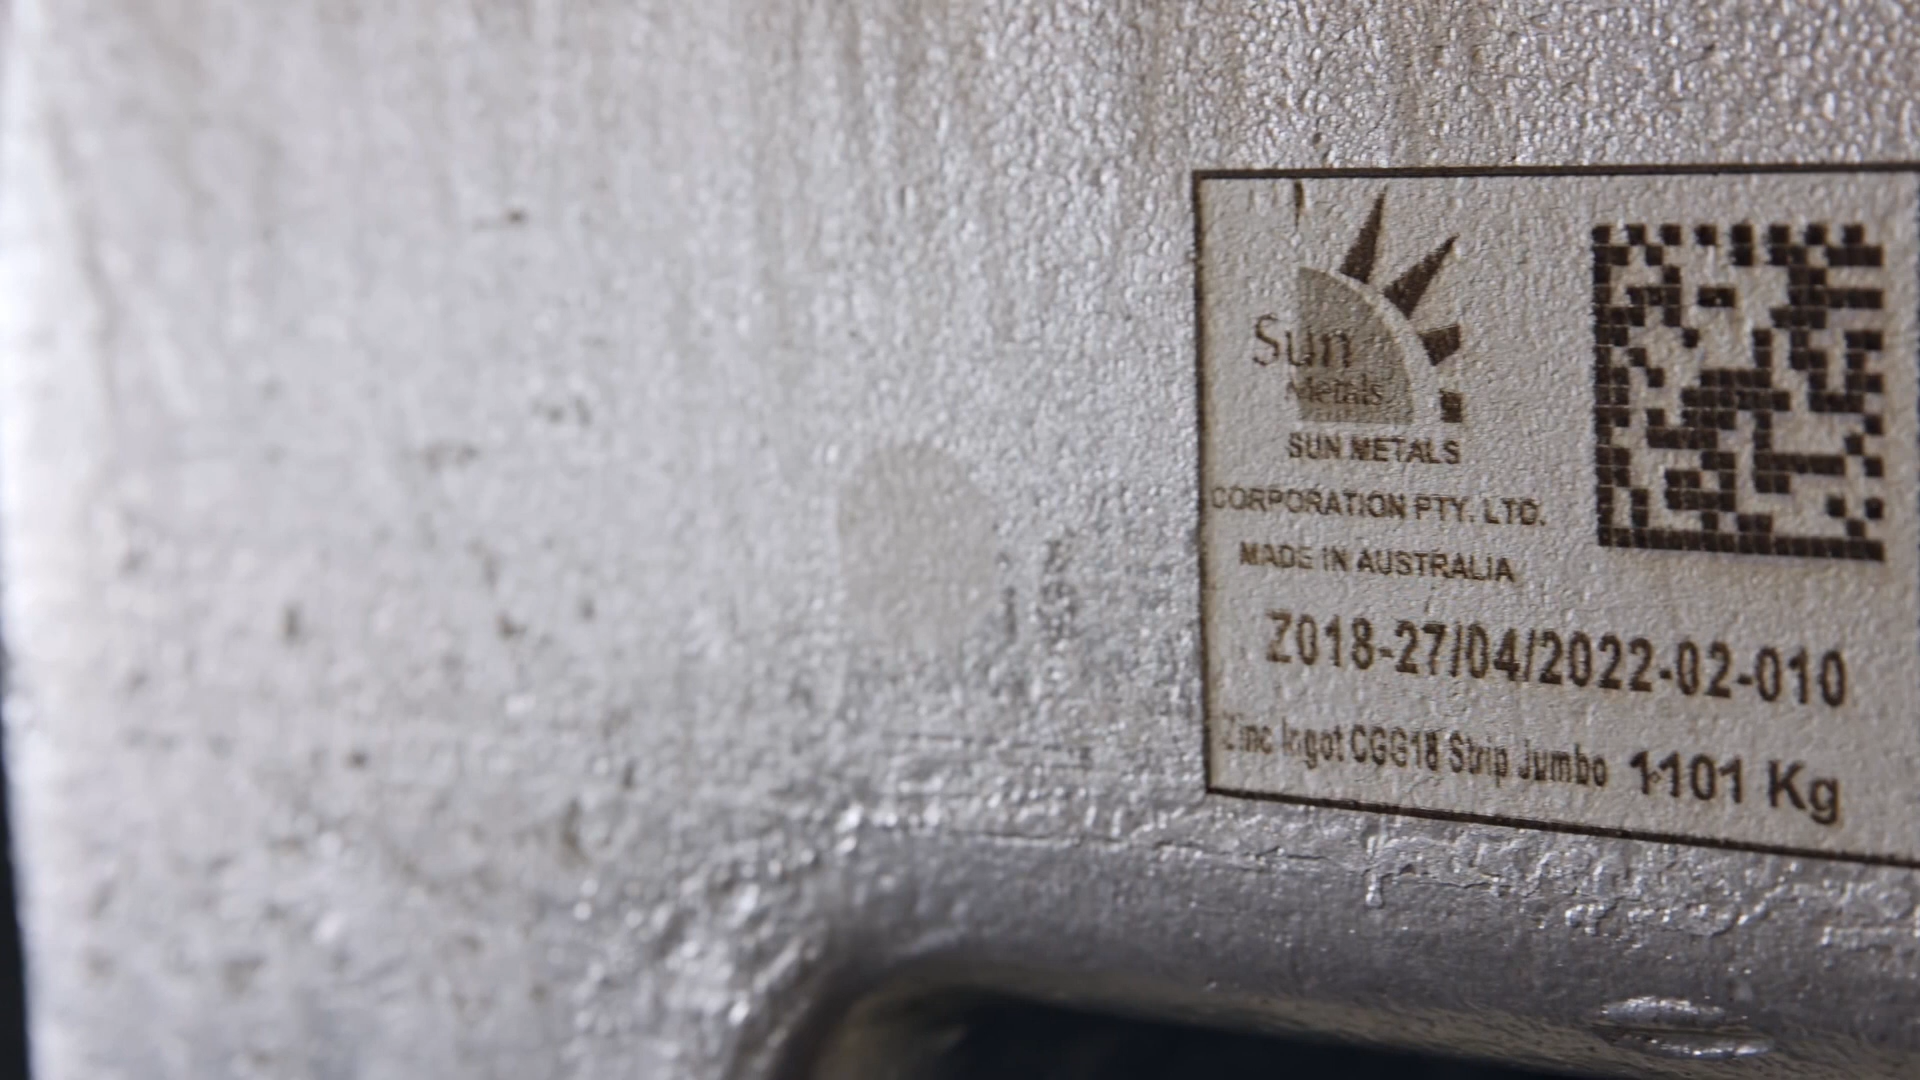 Sun
Metals
SUN METALS
CORPORATION PTY. LTD.
MADE IN AUSTRALIA
Z018-27/04/2022-02-010
Zinc Ingot CGG18 Strip Jumbo 1101 Kg